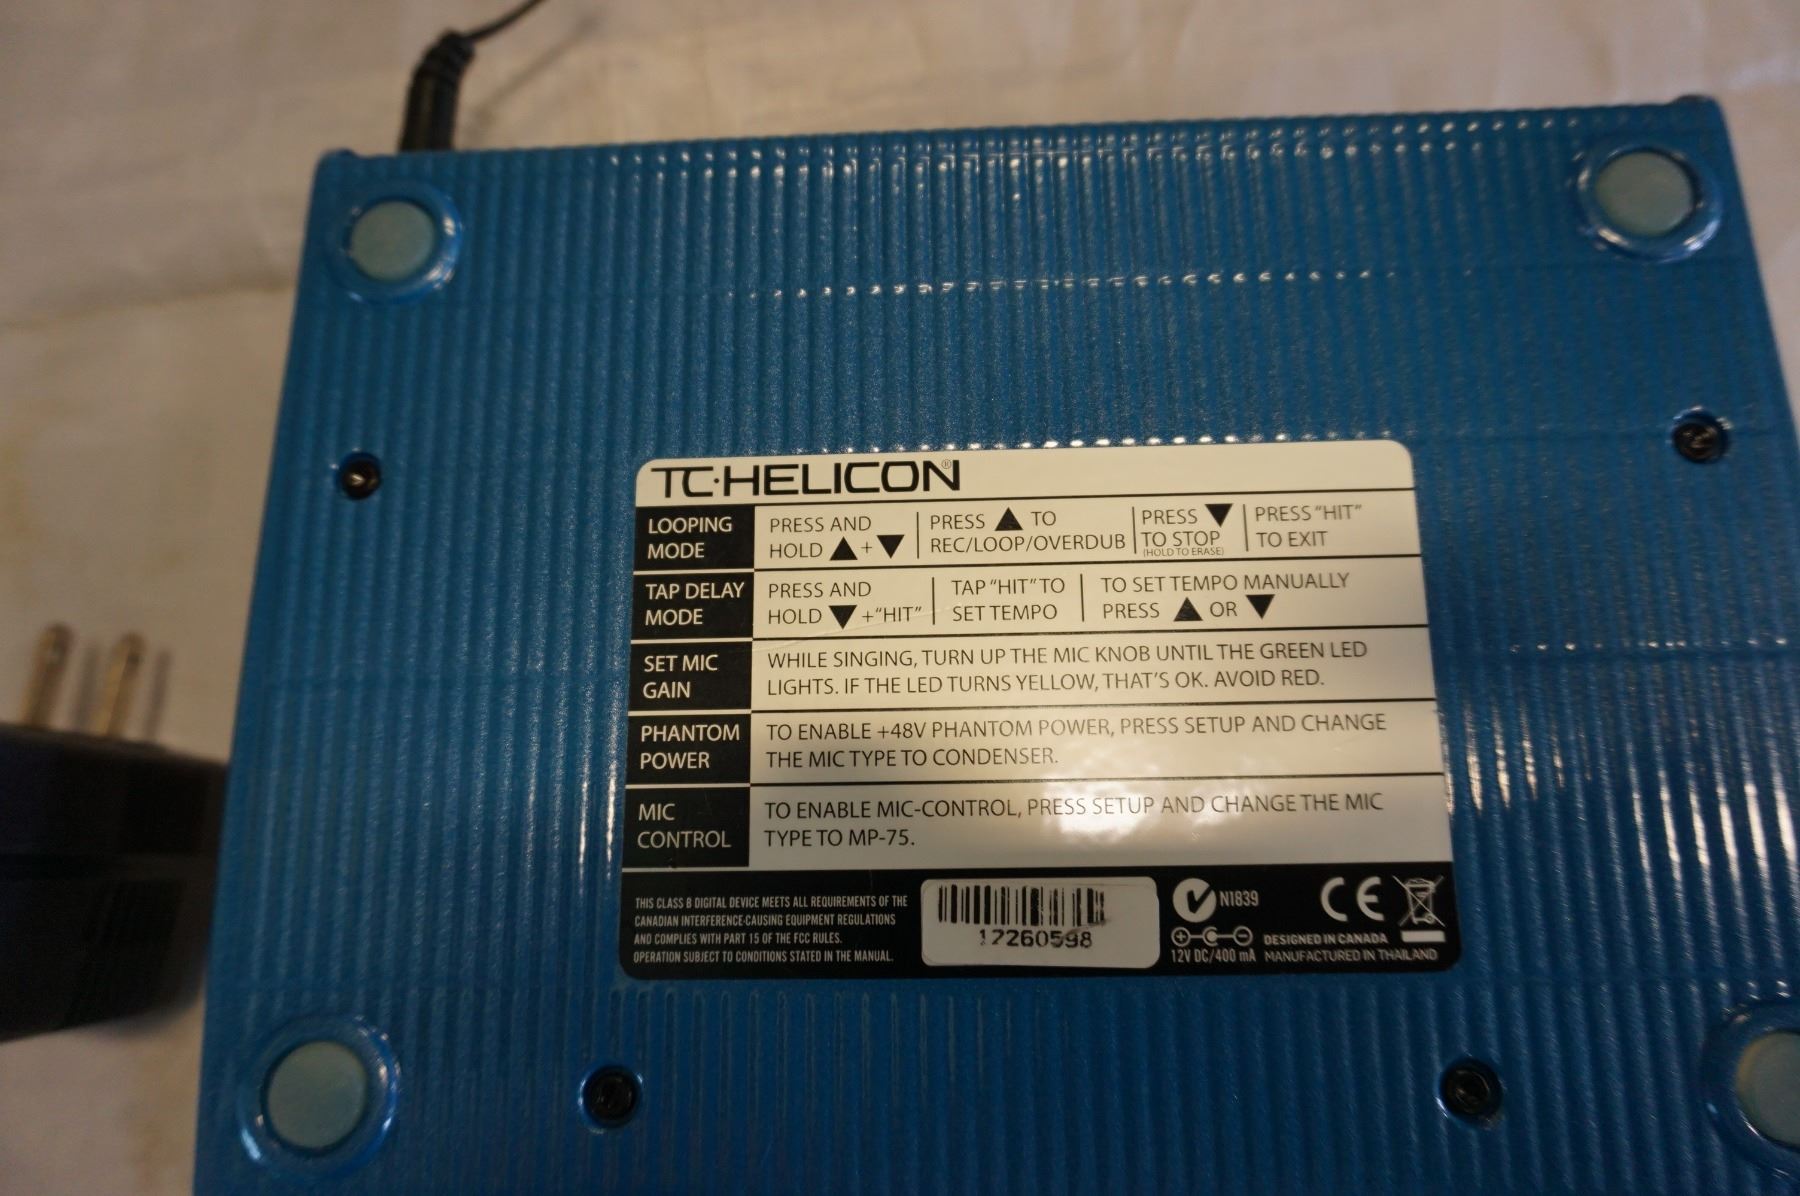 TC·HELICON®
LOOPING MODE
PRESS AND HOLD ▲+▼
PRESS ▲ TO REC/LOOP/OVERDUB
PRESS ▼ TO STOP
(HOLD TO ERASE)
PRESS "HIT" TO EXIT
TAP DELAY MODE
PRESS AND HOLD ▼+"HIT"
TAP "HIT" TO SET TEMPO
TO SET TEMPO MANUALLY PRESS ▲ OR ▼
SET MIC GAIN
WHILE SINGING, TURN UP THE MIC KNOB UNTIL THE GREEN LED
LIGHTS. IF THE LED TURNS YELLOW, THAT'S OK. AVOID RED.
PHANTOM POWER
TO ENABLE +48V PHANTOM POWER, PRESS SETUP AND CHANGE
THE MIC TYPE TO CONDENSER.
MIC CONTROL
TO ENABLE MIC-CONTROL, PRESS SETUP AND CHANGE THE MIC
TYPE TO MP-75.
THIS CLASS B DIGITAL DEVICE MEETS ALL REQUIREMENTS OF THE
CANADIAN INTERFERENCE-CAUSING EQUIPMENT REGULATIONS
AND COMPLIES WITH PART 15 OF THE FCC RULES.
OPERATION SUBJECT TO CONDITIONS STATED IN THE MANUAL.
17260598
N1839
CE
12V DC/400 mA
DESIGNED IN CANADA
MANUFACTURED IN THAILAND